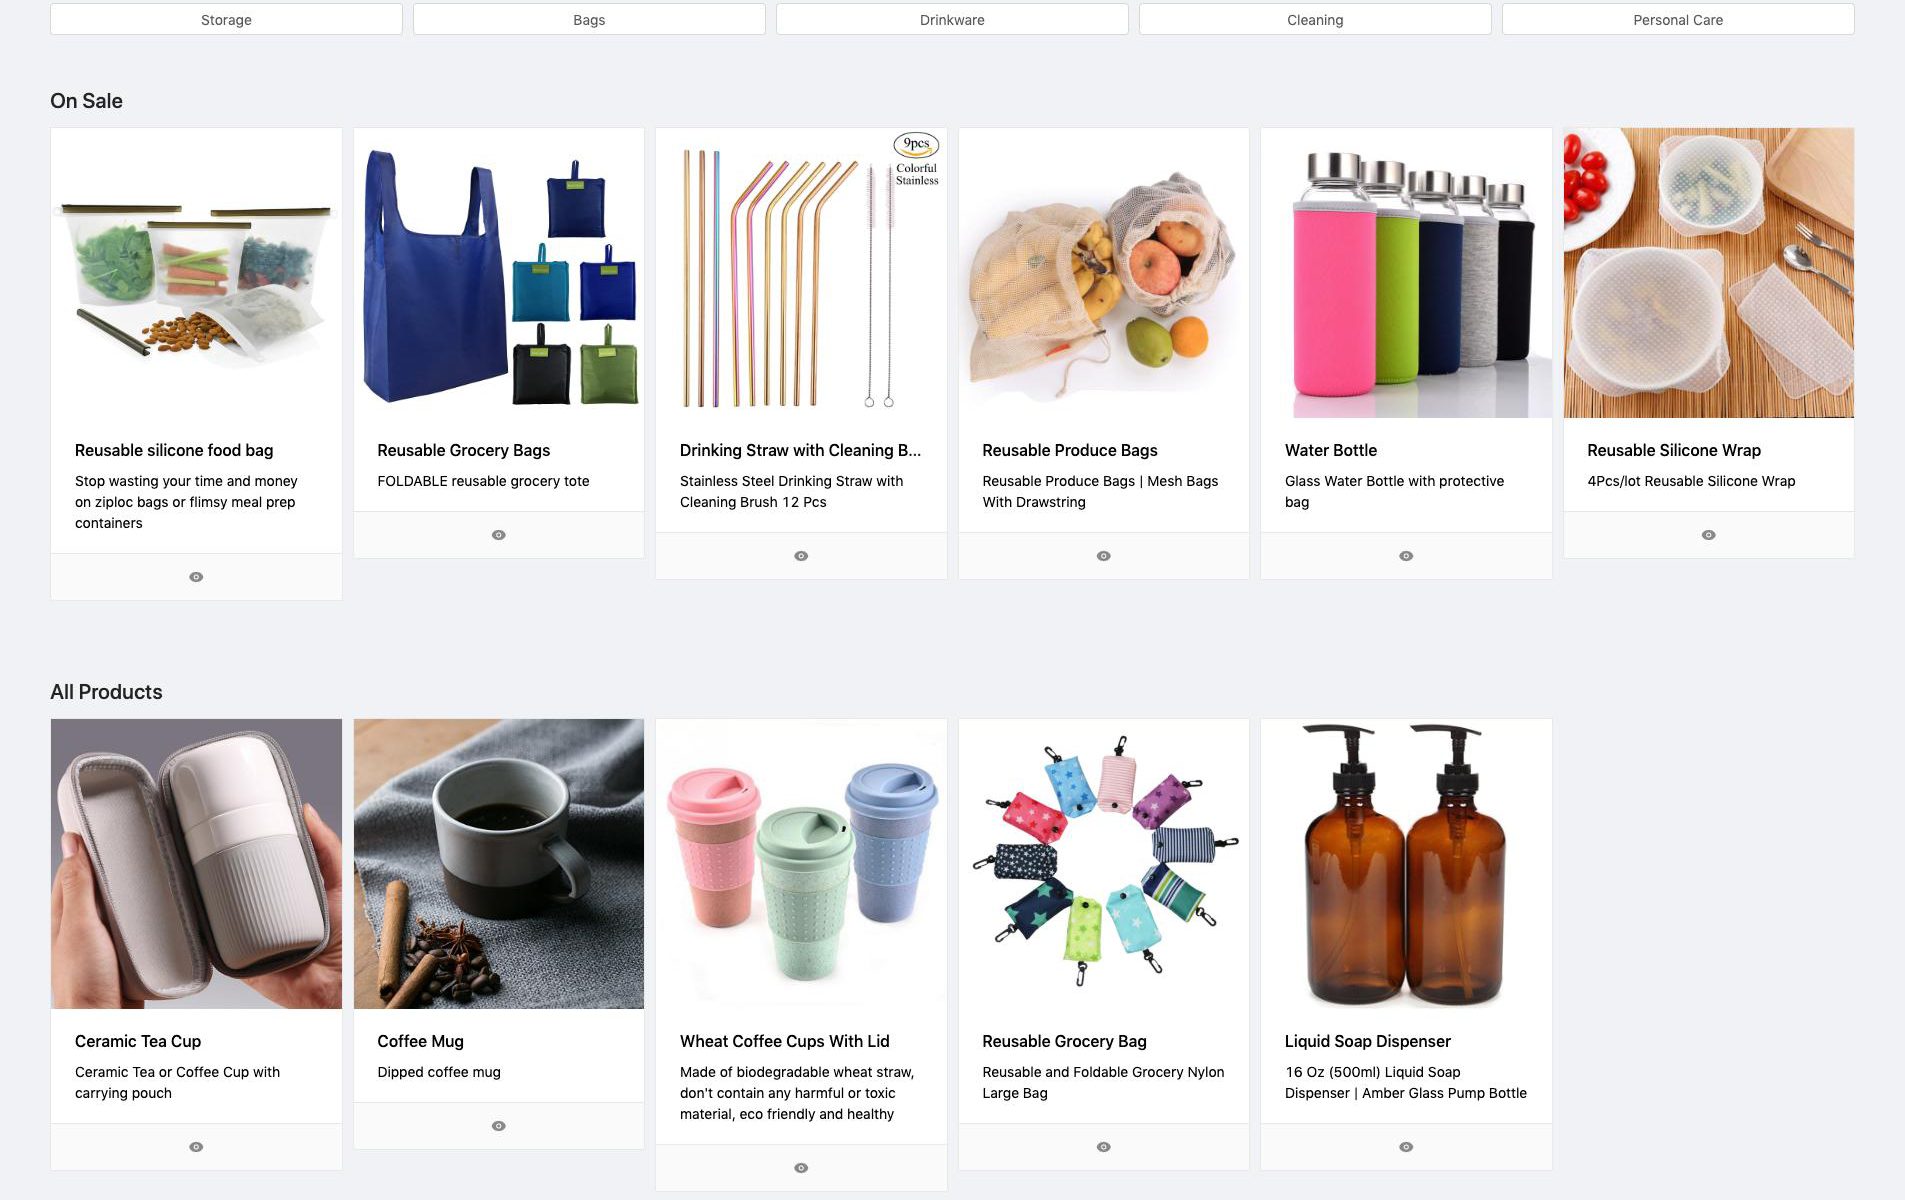 Storage
Bags
Drinkware
Cleaning
Personal Care
On Sale
9pcs
Colorful
Stainless
Reusable silicone food bag
Stop wasting your time and money
on ziploc bags or flimsy meal prep
containers
Reusable Grocery Bags
FOLDABLE reusable grocery tote
Drinking Straw with Cleaning B...
Stainless Steel Drinking Straw with
Cleaning Brush 12 Pcs
Reusable Produce Bags
Reusable Produce Bags | Mesh Bags
With Drawstring
Water Bottle
Glass Water Bottle with protective
bag
Reusable Silicone Wrap
4Pcs/lot Reusable Silicone Wrap
All Products
Ceramic Tea Cup
Ceramic Tea or Coffee Cup with
carrying pouch
Coffee Mug
Dipped coffee mug
Wheat Coffee Cups With Lid
Made of biodegradable wheat straw,
don't contain any harmful or toxic
material, eco friendly and healthy
Reusable Grocery Bag
Reusable and Foldable Grocery Nylon
Large Bag
Liquid Soap Dispenser
16 Oz (500ml) Liquid Soap
Dispenser | Amber Glass Pump Bottle